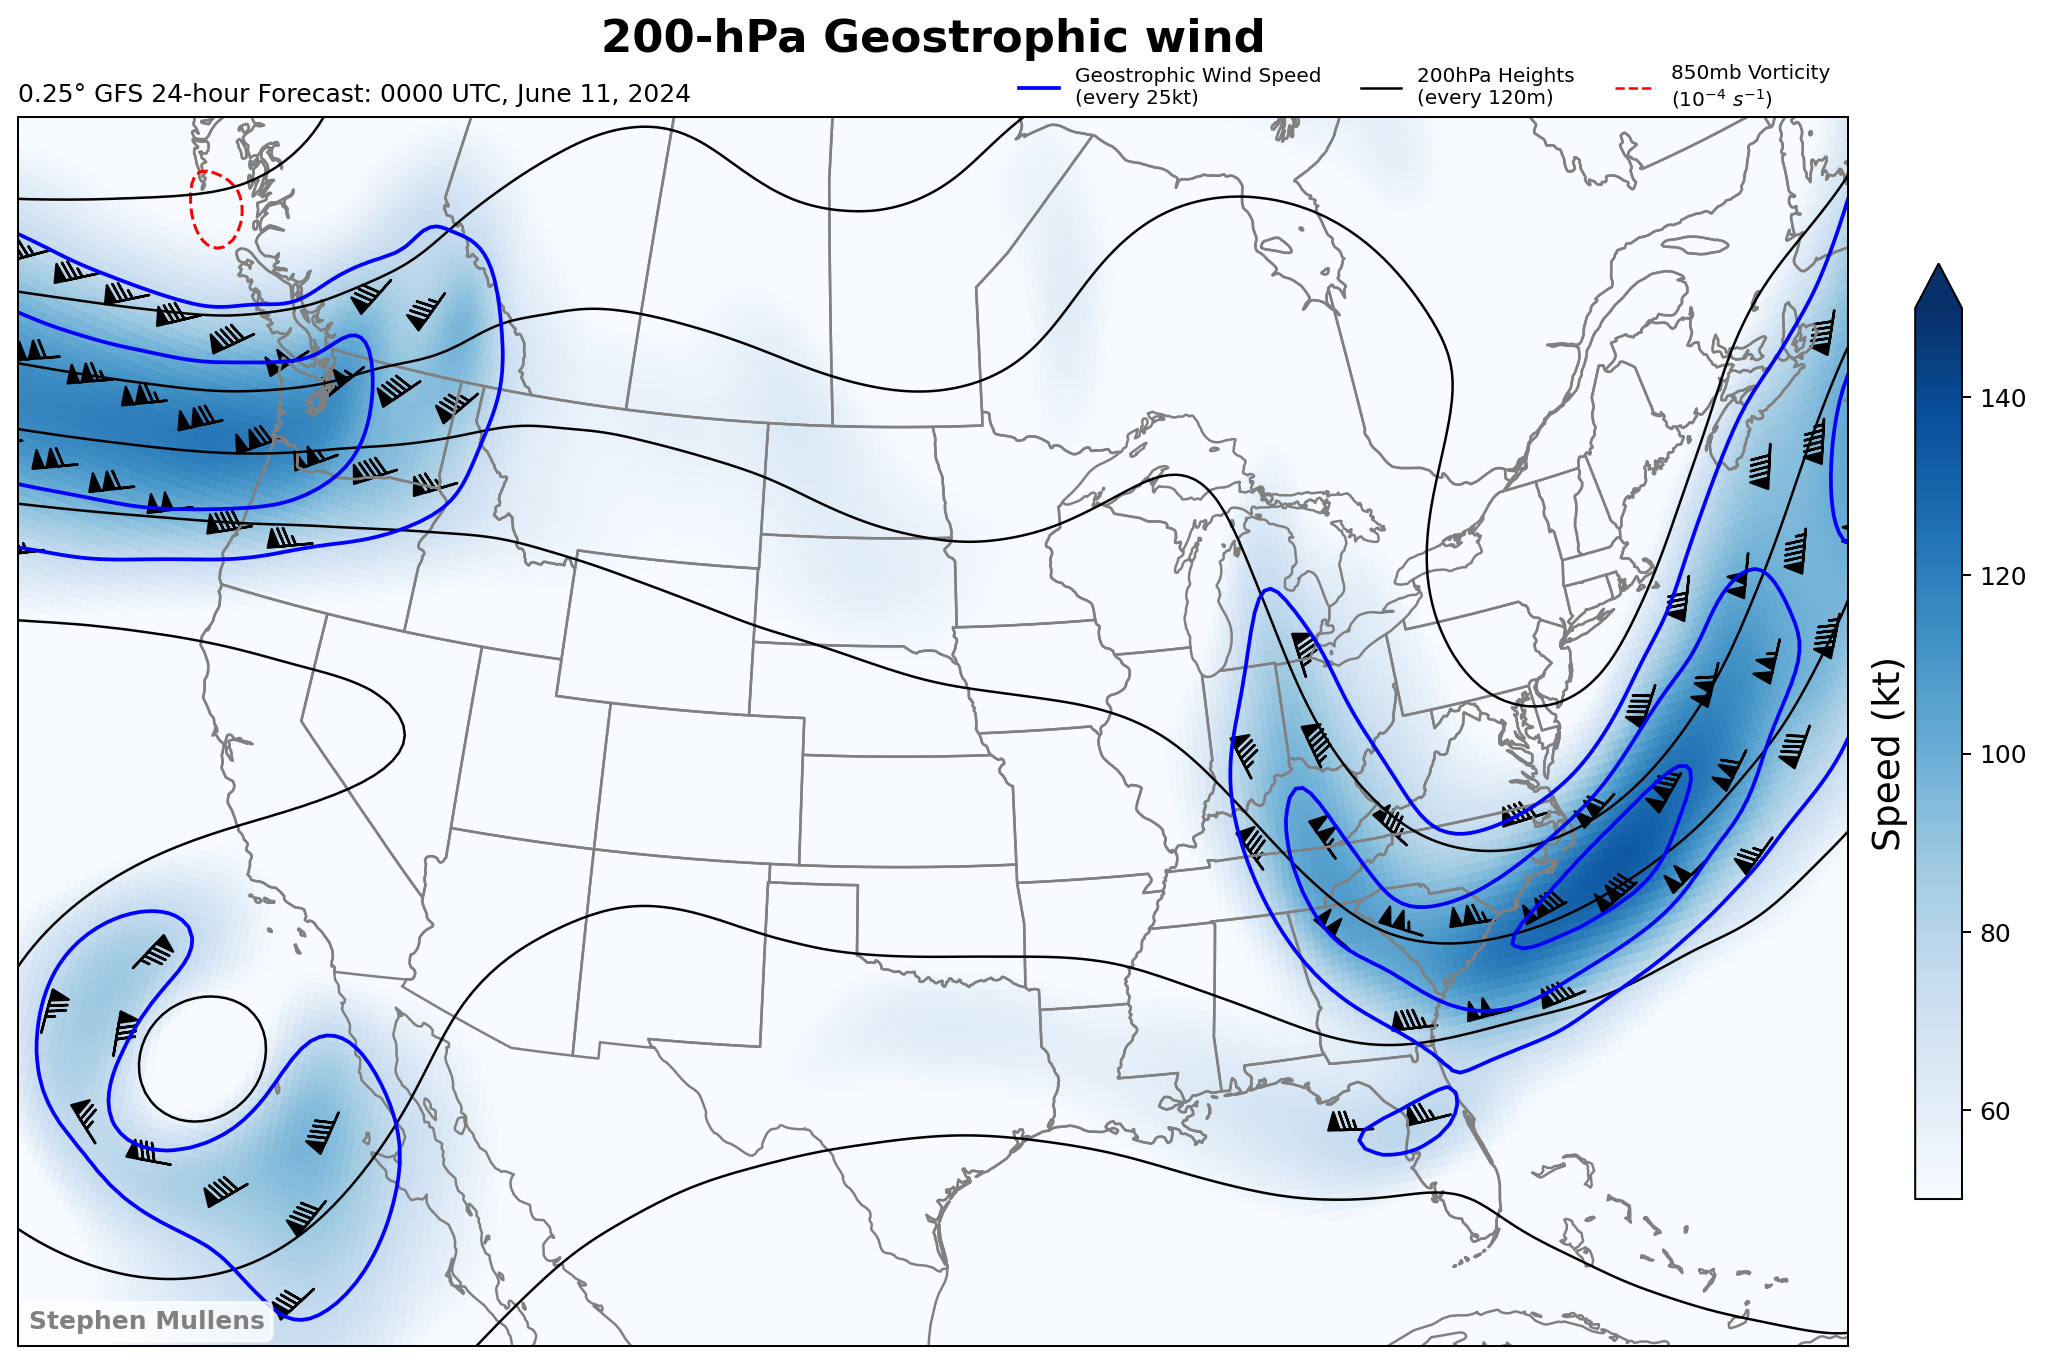 200-hPa Geostrophic wind
0.25° GFS 24-hour Forecast: 0000 UTC, June 11, 2024
Geostrophic Wind Speed
(every 25kt)
200hPa Heights
(every 120m)
850mb Vorticity
(10⁻⁴ s⁻¹)
140
120
100
80
60
Speed (kt)
Stephen Mullens